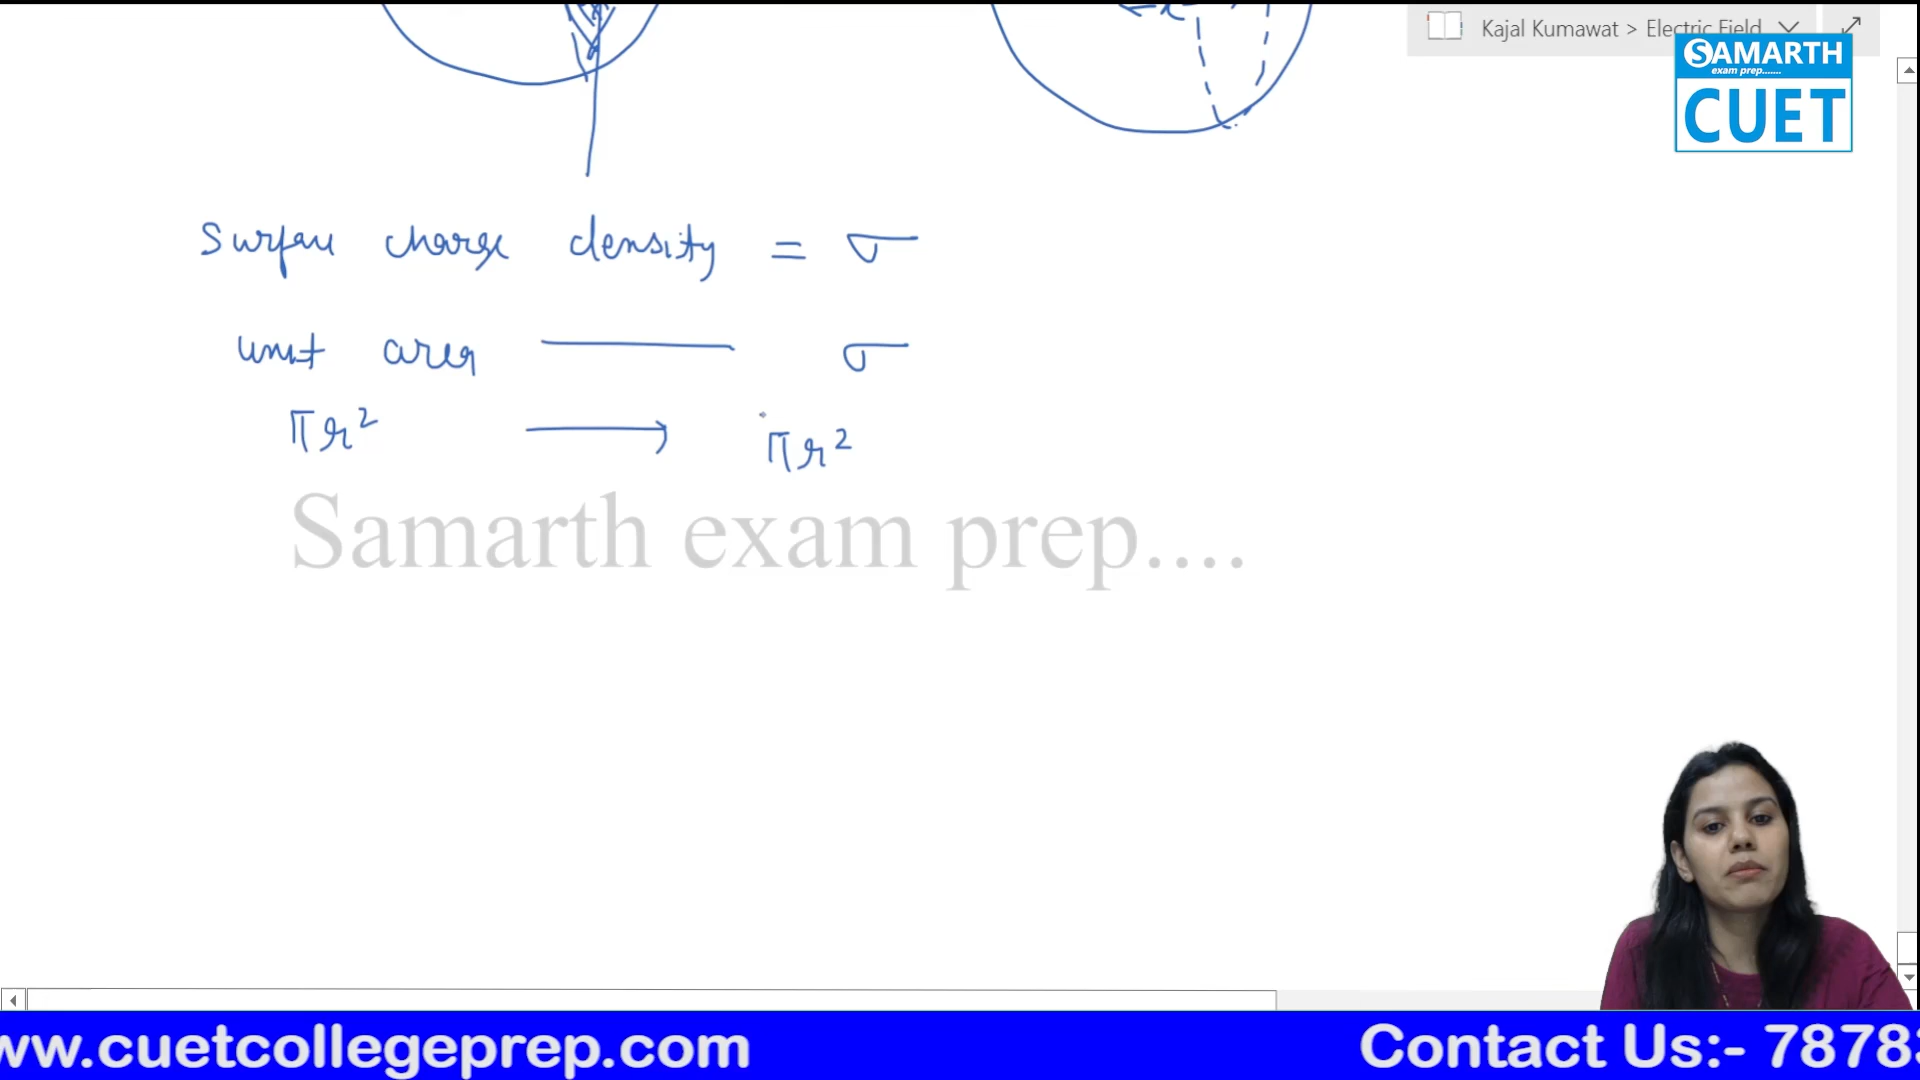 Kajal Kumawat > Electric Field
SAMARTH
exam prep.......
CUET
x
Surface charge density = σ
unit area —— σ
πr² → πr²
Samarth exam prep....
ww.cuetcollegeprep.com
Contact Us:- 7878